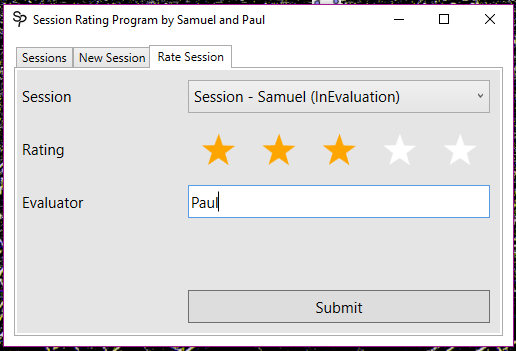 SP Session Rating Program by Samuel and Paul
Sessions New Session Rate Session
Session Session - Samuel (InEvaluation)
Rating
Evaluator Paul
Submit